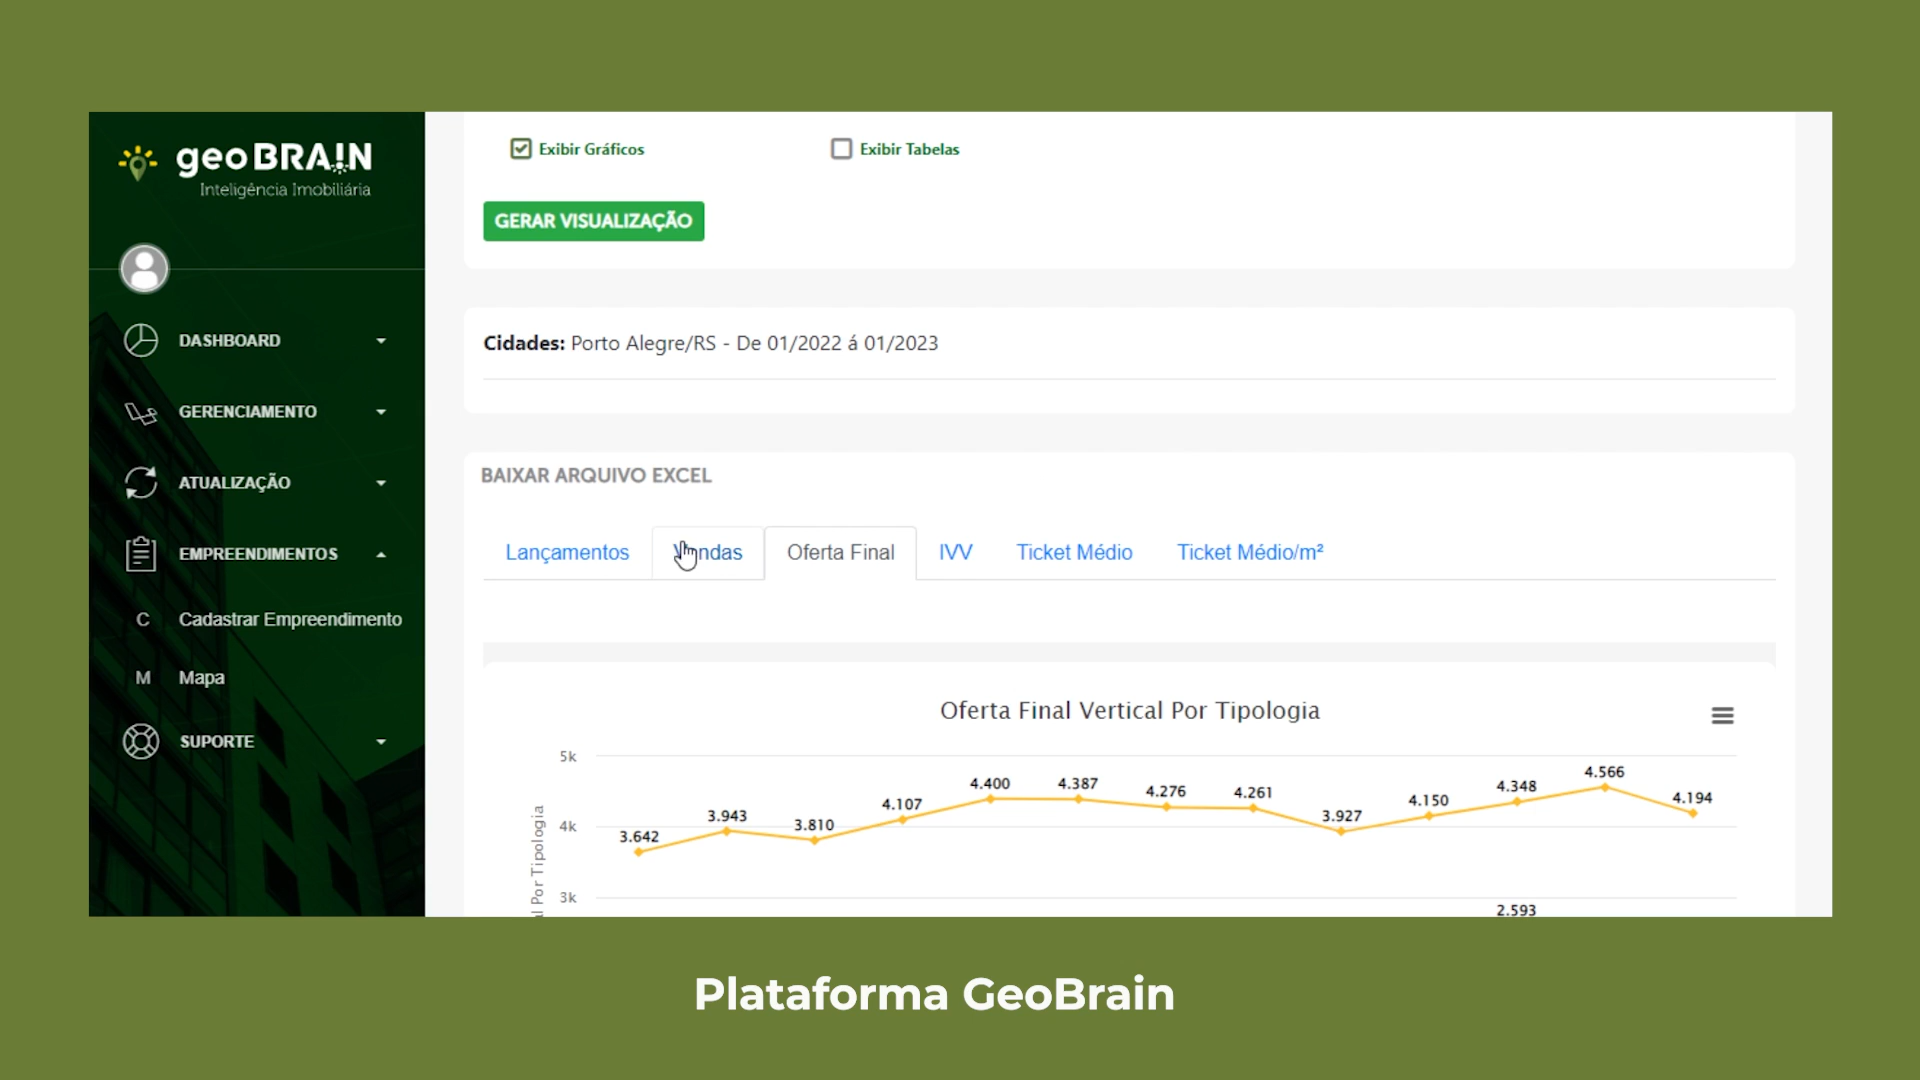 geoBRAIN
Inteligência Imobiliária
DASHBOARD
GERENCIAMENTO
ATUALIZAÇÃO
EMPREENDIMENTOS
C Cadastrar Empreendimento
M Mapa
SUPORTE
Exibir Gráficos Exibir Tabelas
GERAR VISUALIZAÇÃO
Cidades: Porto Alegre/RS - De 01/2022 á 01/2023
BAIXAR ARQUIVO EXCEL
Lançamentos Vendas Oferta Final IVV Ticket Médio Ticket Médio/m²
Oferta Final Vertical Por Tipologia
5k
4k
3k
Por Tipologia
3.642 3.943 3.810 4.107 4.400 4.387 4.276 4.261 3.927 4.150 4.348 4.566 4.194
2.593
Plataforma GeoBrain